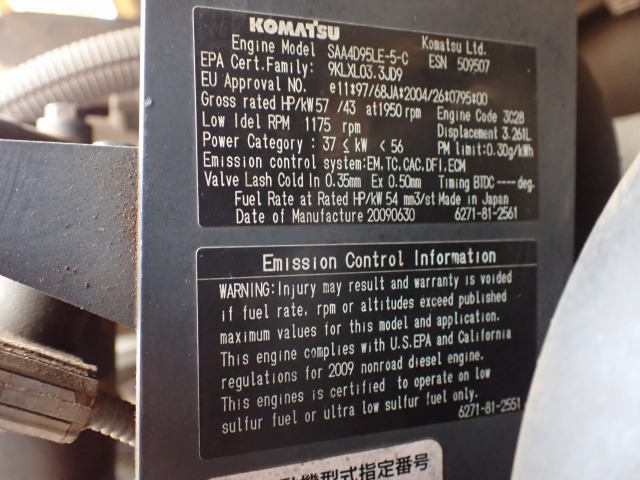 KOMATSU
Engine Model SAA4D95LE-5-C Komatsu Ltd.
EPA Cert.Family: 9KLXL03.3JD9 ESN 509507
EU Approval NO. e11*97/68JA*2004/26*0795*00
Gross rated HP/kW 57 /43 at1950 rpm Engine Code 3C28
Low Idel RPM 1175 rpm Displacement 3.261L
Power Category : 37 ≤ kW < 56 PM limit:0.30g/kWh
Emission control system:EM,TC,CAC,DFI,ECM
Valve Lash Cold In 0.35mm Ex 0.50mm Timing BTDC ---- deg.
Fuel Rate at Rated HP/kW 54 mm3/st Made in Japan
Date of Manufacture 20090630 6271-81-2561
Emission Control Information
WARNING: Injury may result and warranty is voided
if fuel rate, rpm or altitudes exceed published
maximum values for this model and application.
This engine complies with U.S.EPA and California
regulations for 2009 nonroad diesel engine.
This engines is certified to operate on low
sulfur fuel or ultra low sulfur fuel only.
6271-81-2551
機型式指定番号